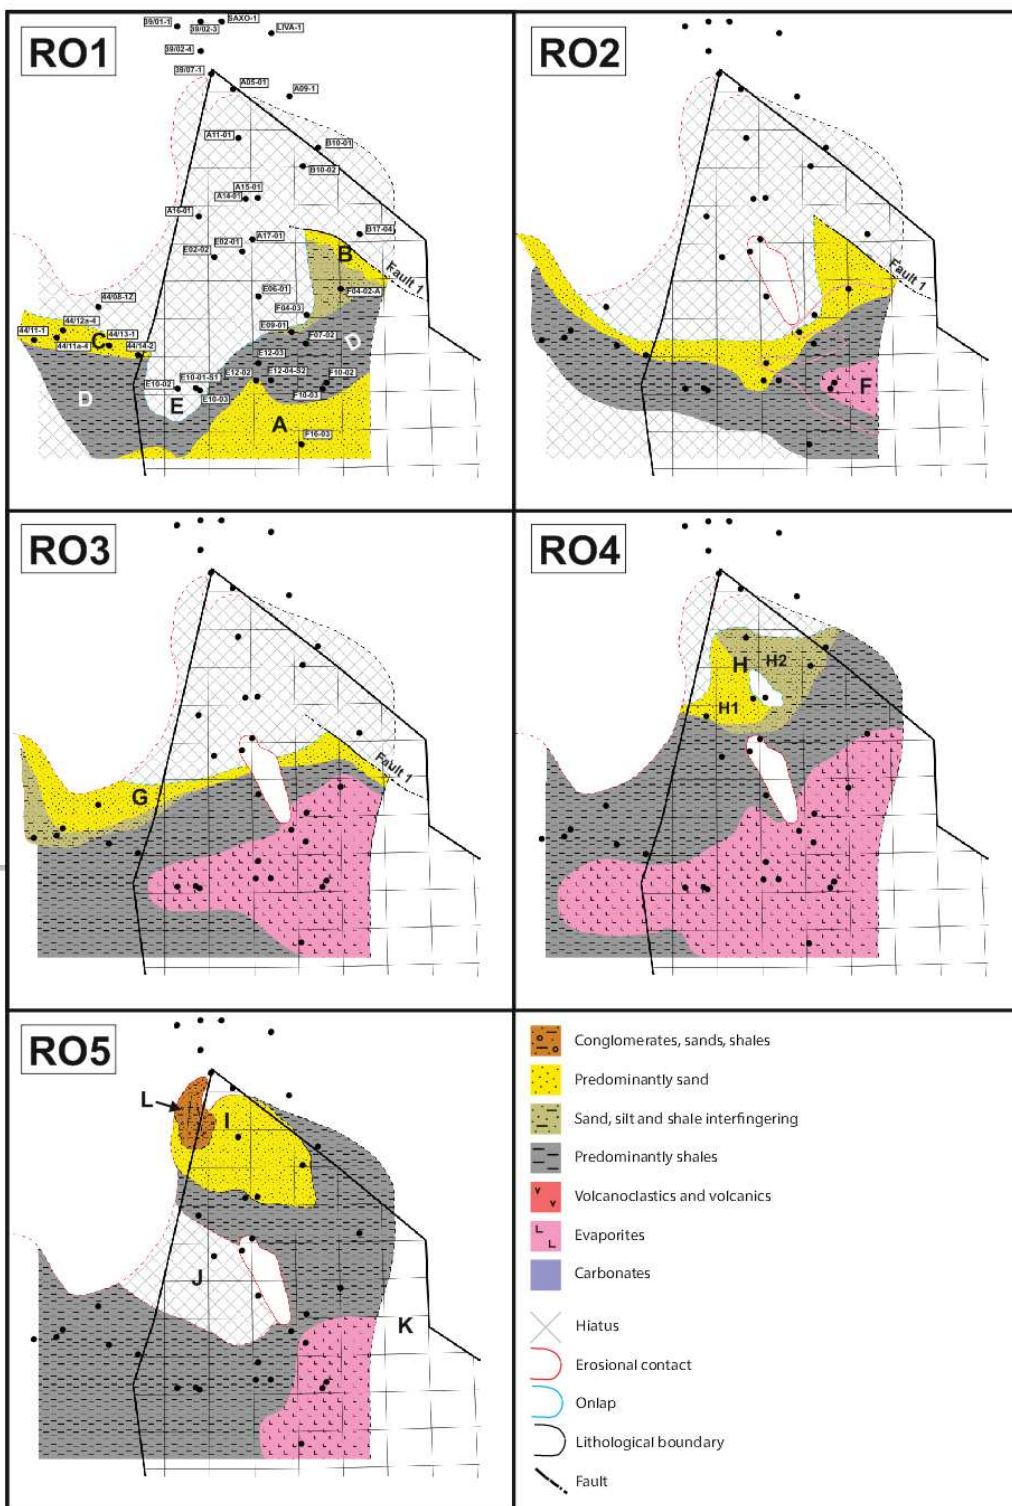 RO1
39/01-1
SAXO-1
39/02-3
LIVA-1
39/02-4
39/07-1
A05-01
A09-1
A11-01
B10-01
B10-02
A15-01
A14-01
A16-01
B17-04
A17-01
E02-01
E02-02
B
Fault 1
E06-01
F04-02-A
44/08-1Z
F04-03
44/12a-4
44/11-1
44/13-1
E09-01
C
F07-02
D
44/11a-4
44/14-2
E12-03
E10-02
E10-01-S1
E12-02
E12-04-S2
F10-02
D
E
E10-03
F10-03
A
F16-03
RO2
Fault 1
F
RO3
Fault 1
G
RO4
H
H2
H1
RO5
L
I
J
K
Conglomerates, sands, shales
Predominantly sand
Sand, silt and shale interfingering
Predominantly shales
Volcanoclastics and volcanics
Evaporites
Carbonates
Hiatus
Erosional contact
Onlap
Lithological boundary
Fault